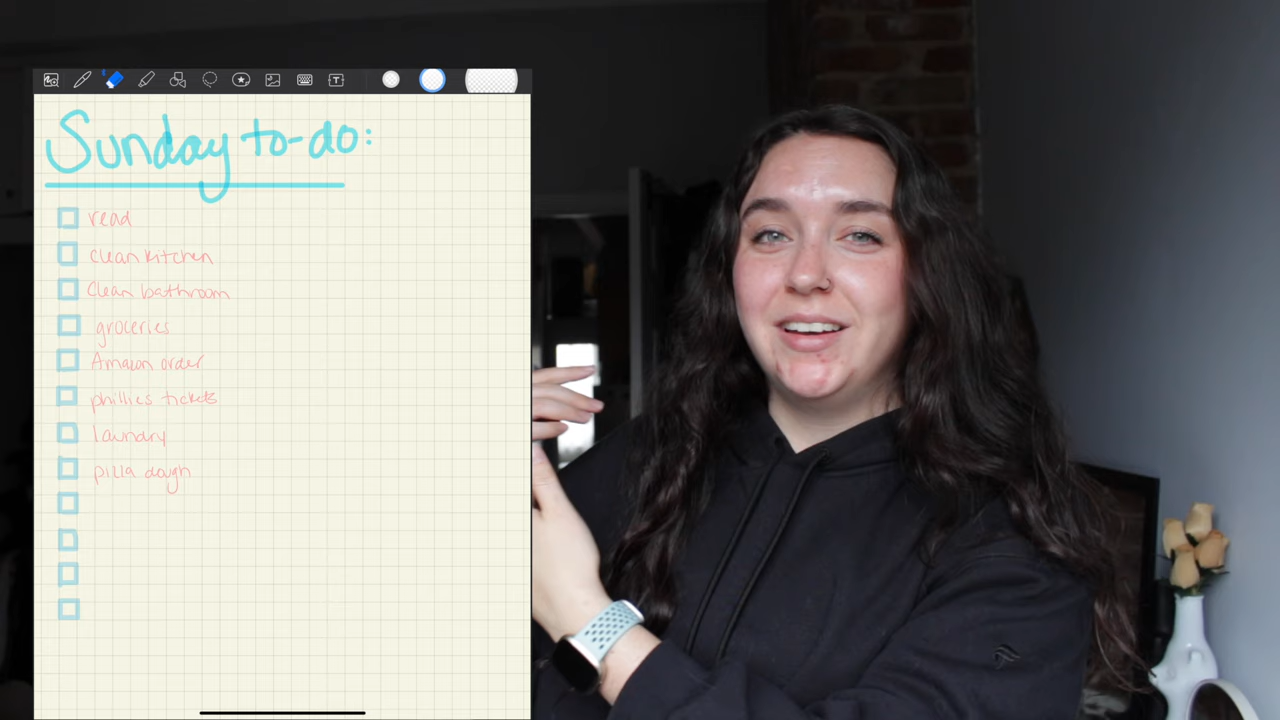 Sunday to-do:
read
clean kitchen
Clean bathroom
groceries
Amazon order
phillies tickets
laundry
pizza dough